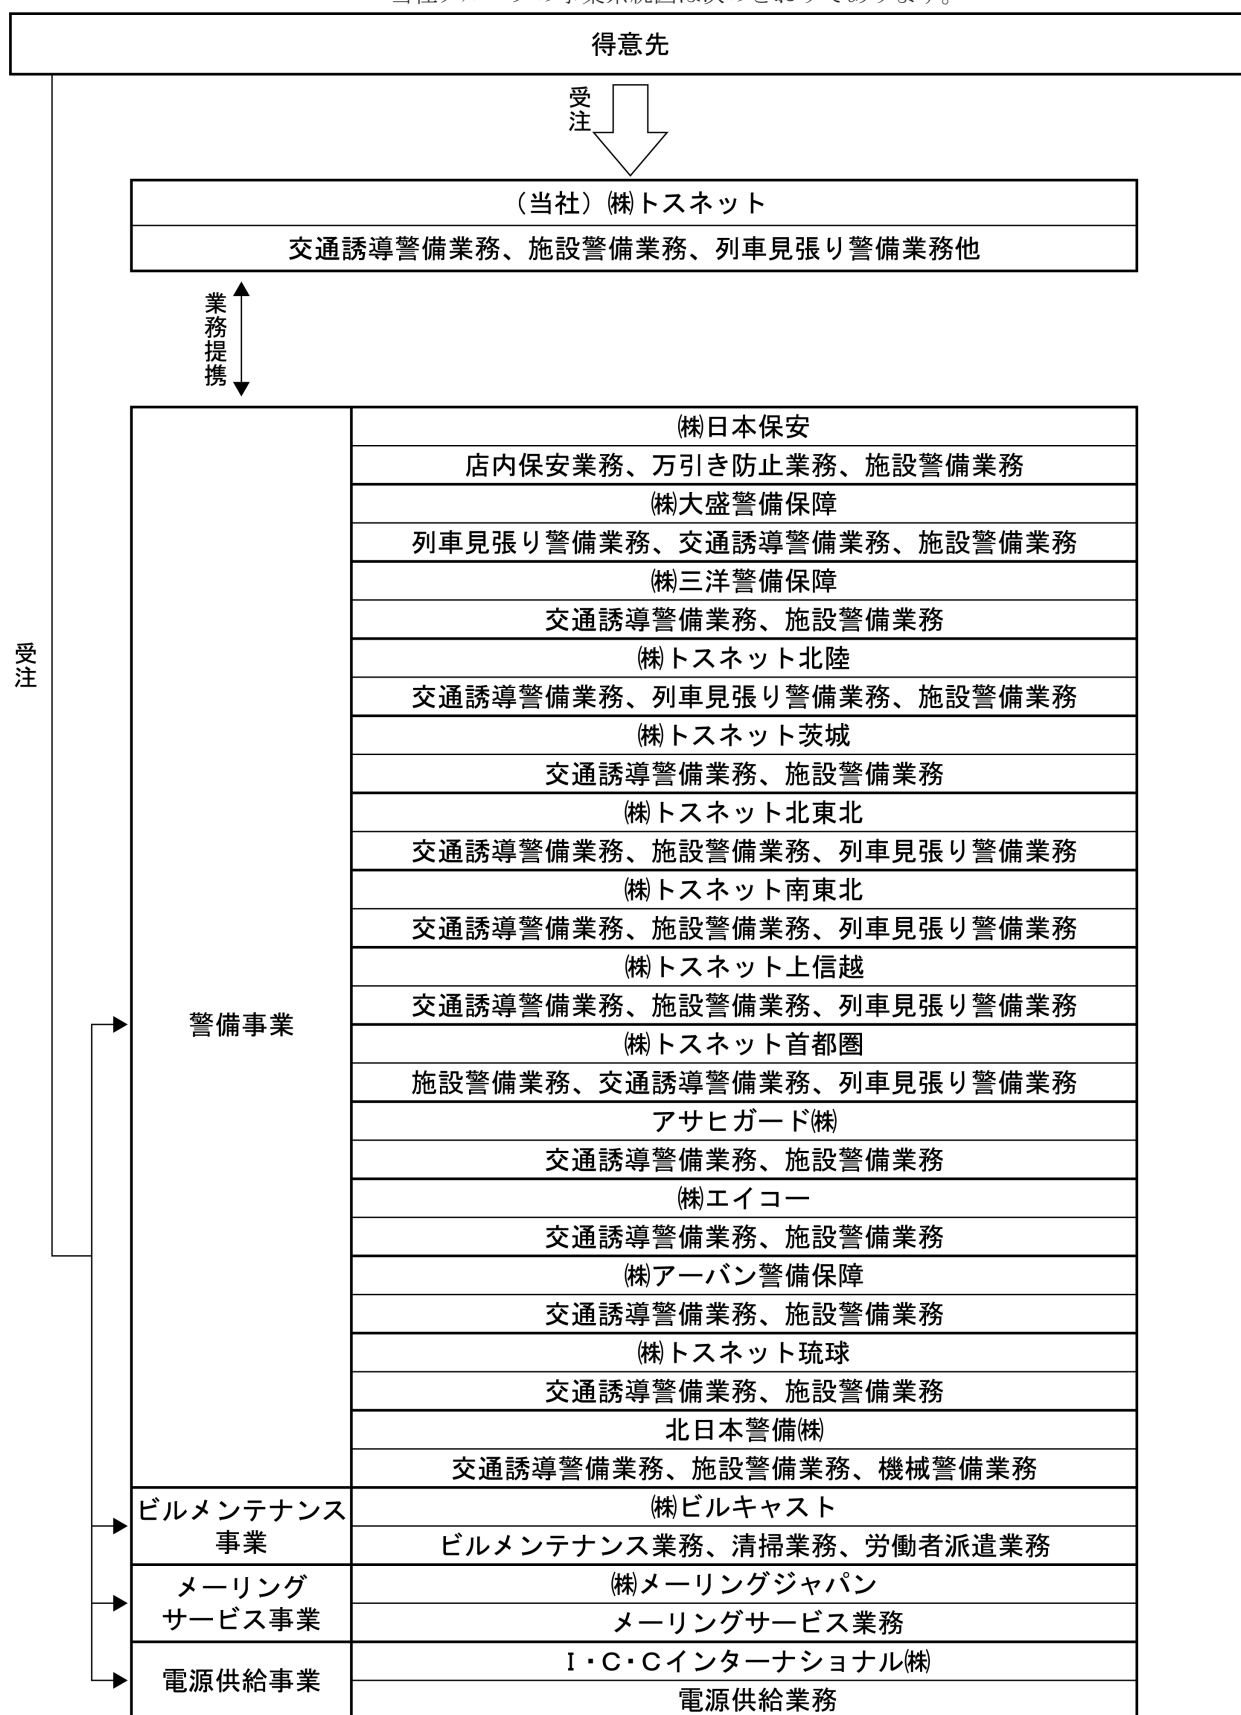 当社グループの事業系統図は次のとおりであります。
得意先
受注
（当社）㈱トスネット
交通誘導警備業務、施設警備業務、列車見張り警備業務他
業務提携
受注
警備事業
㈱日本保安
店内保安業務、万引き防止業務、施設警備業務
㈱大盛警備保障
列車見張り警備業務、交通誘導警備業務、施設警備業務
㈱三洋警備保障
交通誘導警備業務、施設警備業務
㈱トスネット北陸
交通誘導警備業務、列車見張り警備業務、施設警備業務
㈱トスネット茨城
交通誘導警備業務、施設警備業務
㈱トスネット北東北
交通誘導警備業務、施設警備業務、列車見張り警備業務
㈱トスネット南東北
交通誘導警備業務、施設警備業務、列車見張り警備業務
㈱トスネット上信越
交通誘導警備業務、施設警備業務、列車見張り警備業務
㈱トスネット首都圏
施設警備業務、交通誘導警備業務、列車見張り警備業務
アサヒガード㈱
交通誘導警備業務、施設警備業務
㈱エイコー
交通誘導警備業務、施設警備業務
㈱アーバン警備保障
交通誘導警備業務、施設警備業務
㈱トスネット琉球
交通誘導警備業務、施設警備業務
北日本警備㈱
交通誘導警備業務、施設警備業務、機械警備業務
ビルメンテナンス
事業
㈱ビルキャスト
ビルメンテナンス業務、清掃業務、労働者派遣業務
メーリング
サービス事業
㈱メーリングジャパン
メーリングサービス業務
電源供給事業
Ｉ・Ｃ・Ｃインターナショナル㈱
電源供給業務